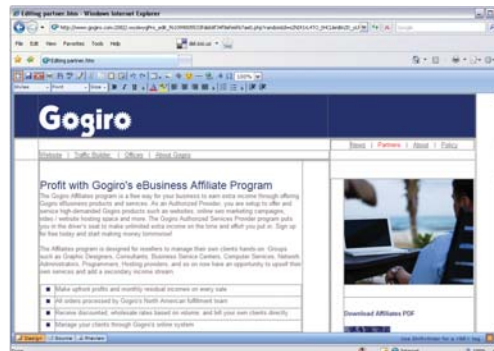 Editing partner.htm - Windows Internet Explorer
File Edit View Favorites Tools Help
Editing partner.htm
100%
Gogiro
News | Partners | About | Policy
Website | Traffic Builder | Offices | About Gogiro
Profit with Gogiro's eBusiness Affiliate Program
The Gogiro Affiliates program is a free way for your business to earn extra income through offering
Gogiro eBusiness products and services. As an Authorized Provider, you are setup to offer and
service high-demanded Gogiro products such as websites, online seo marketing campaigns,
video / website hosting space and more. The Gogiro Authorized Services Provider program puts
you in the driver's seat to make unlimited extra income on the time and effort you put in. Sign up
for free today and start making money tommorow!
The Affiliates program is designed for resellers to manage their own clients hands-on. Groups
such as Graphic Designers, Consultants, Business Service Centers, Computer Services, Network
Administrators, Programmers, Hosting providers, and so on now have an opportunity to upsell their
own services and add a secondary income stream.
Make upfront profits and monthly residual incomes on every sale
All orders processed by Gogiro's North American fulfillment team
Receive discounted, wholesale rates based on volume, and bill your own clients directly
Manage your clients through Gogiro's online system
Download Affiliates PDF
Design Source Preview